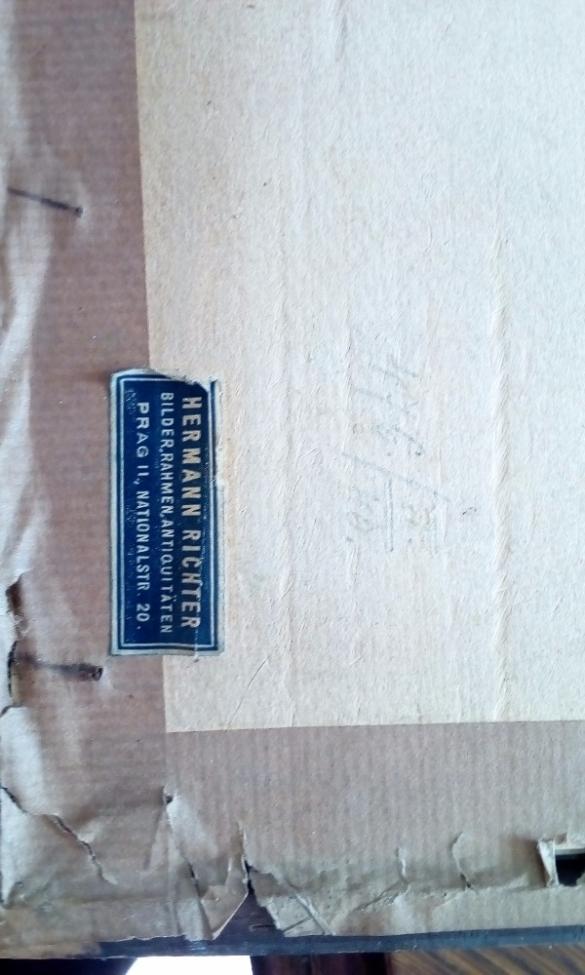 HERMANN RICHTER
BILDER, RAHMEN, ANTIQUITÄTEN
PRAG II., NATIONALSTR. 20.